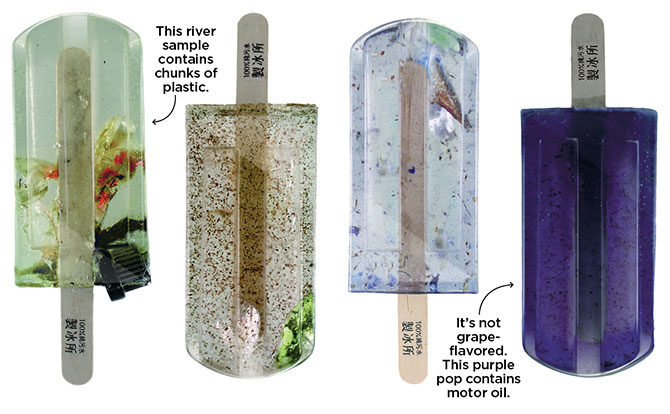 This river
sample
contains
chunks of
plastic.
100%純污水
製冰所
100%純污水
製冰所
100%純污水
製冰所
100%純污水
製冰所
It's not
grape-
flavored.
This purple
pop contains
motor oil.